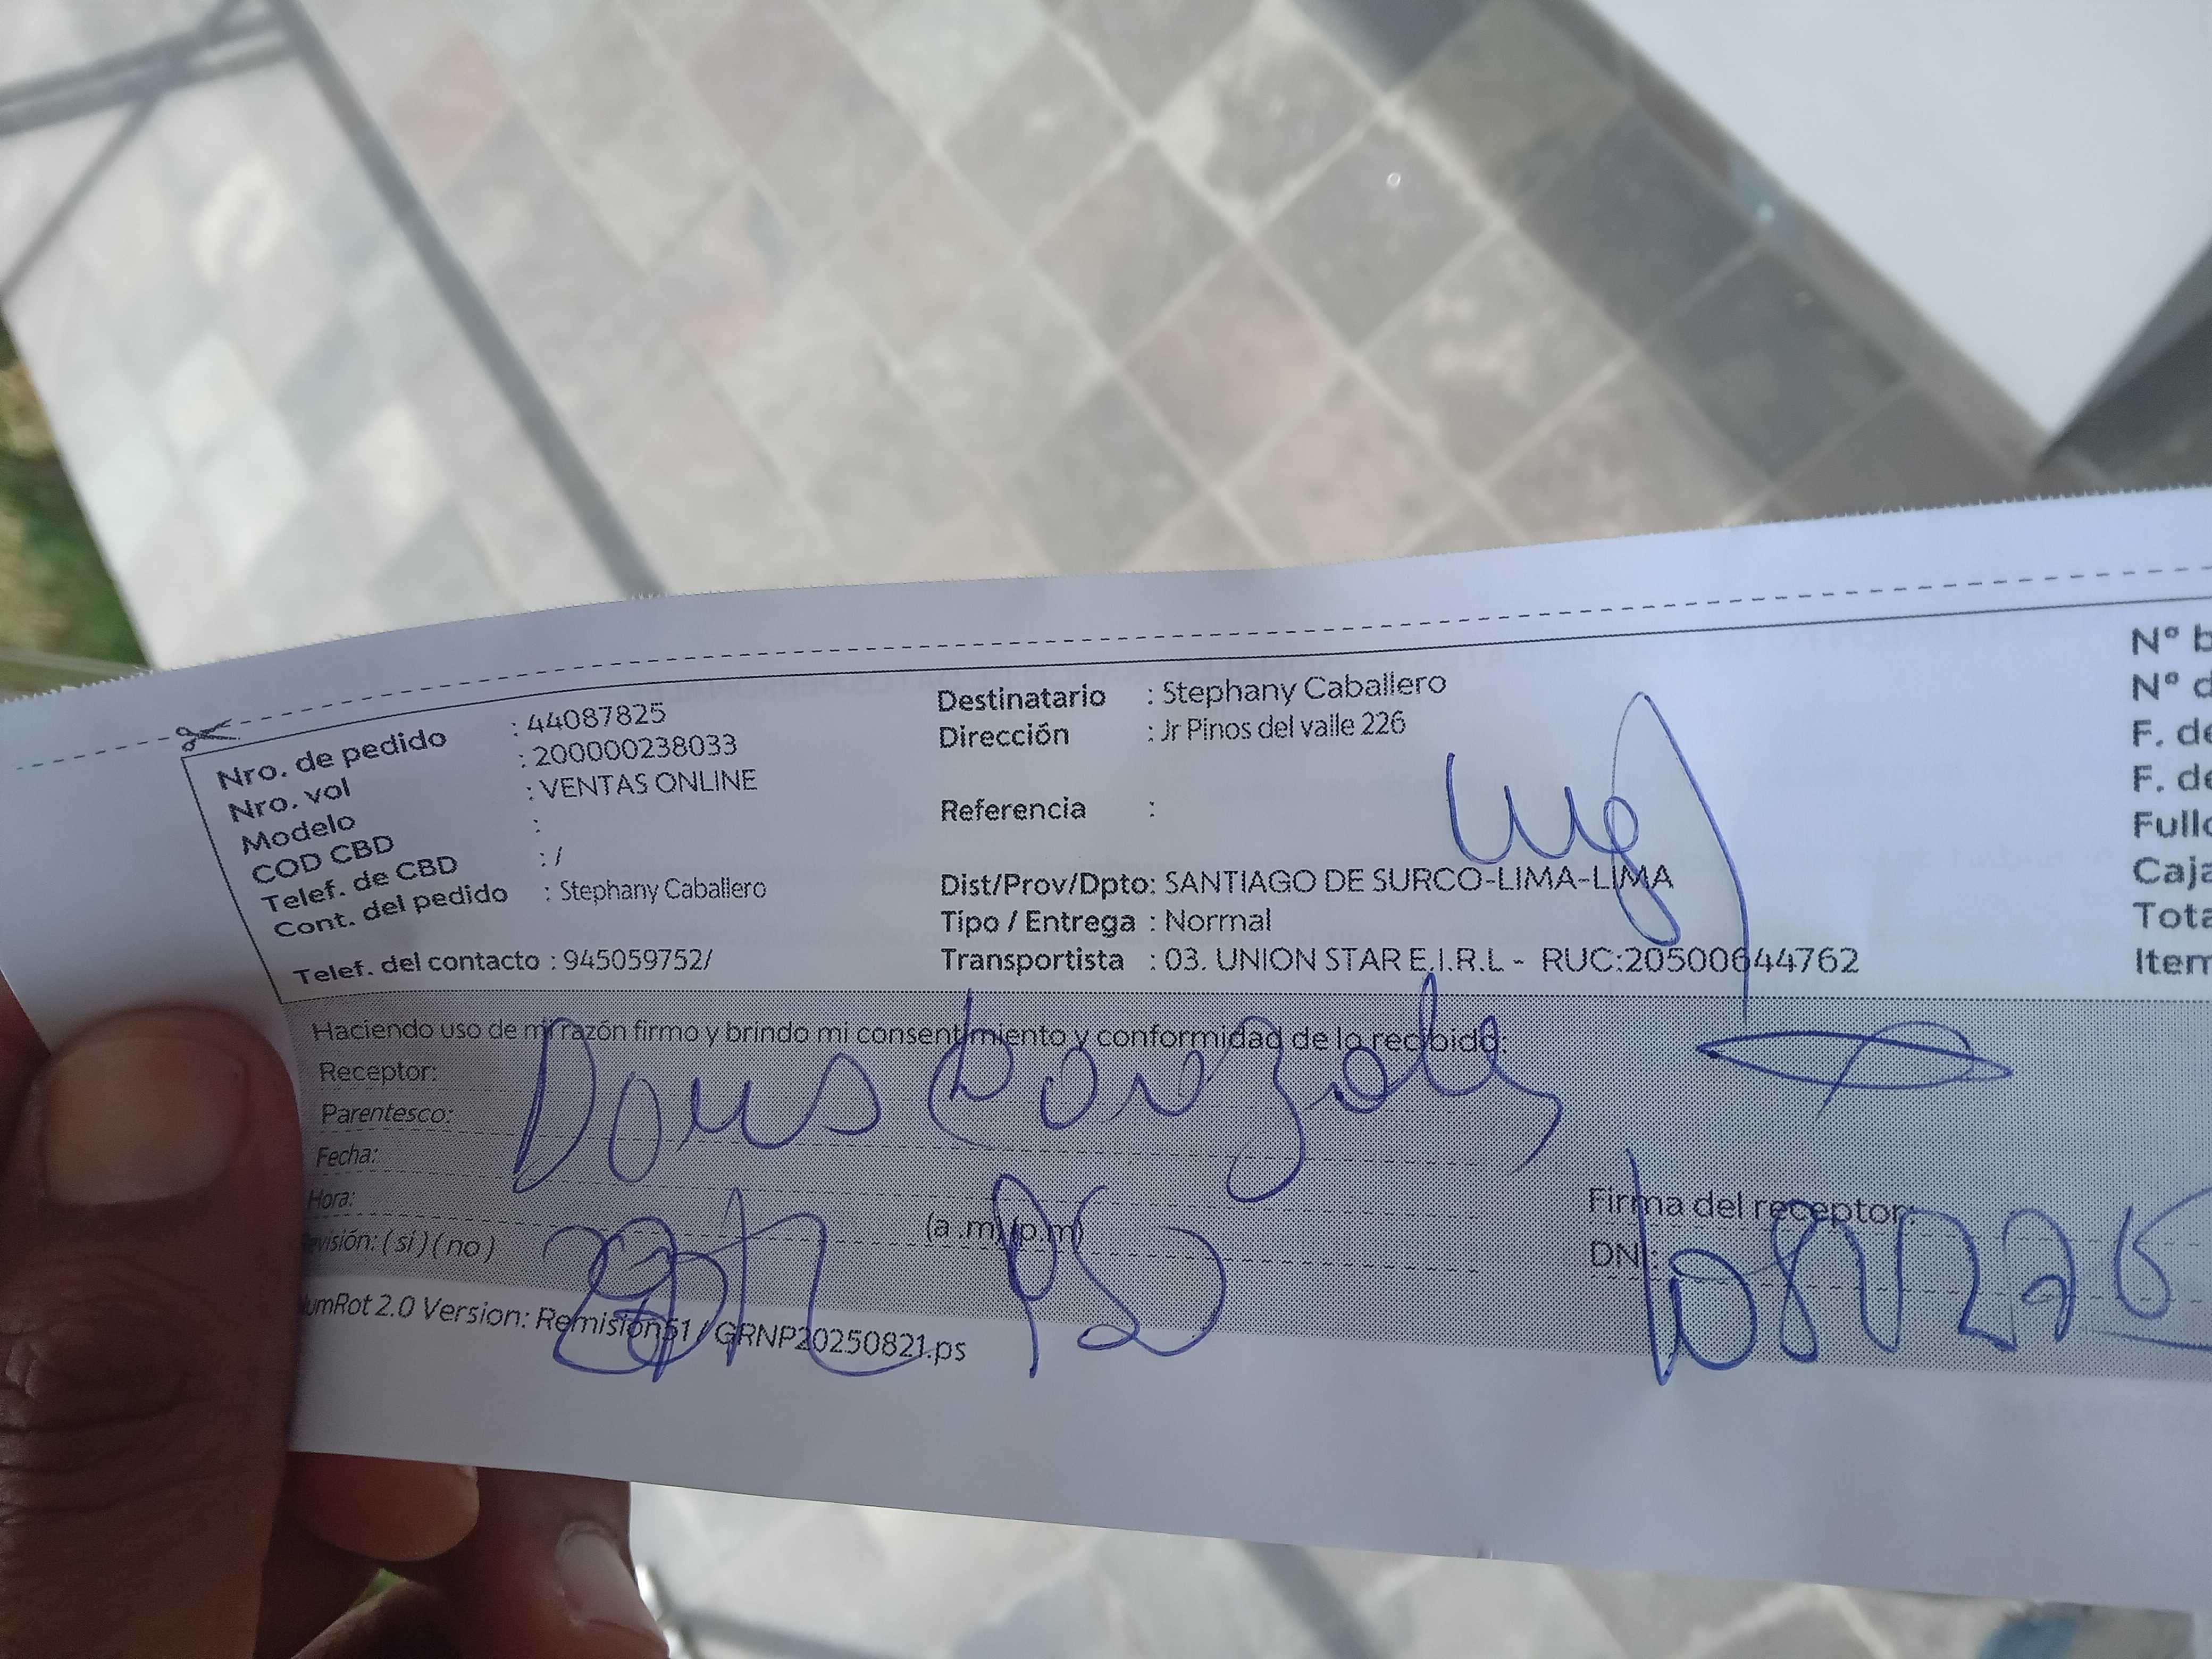 Nro. de pedido : 44087825
Nro. vol : 200000238033
Modelo : VENTAS ONLINE
COD CBD :
Telef. de CBD : /
Cont. del pedido : Stephany Caballero
Telef. del contacto : 945059752/
Destinatario : Stephany Caballero
Dirección : Jr Pinos del valle 226
Referencia :
Dist/Prov/Dpto: SANTIAGO DE SURCO-LIMA-LIMA
Tipo / Entrega : Normal
Transportista : 03. UNION STAR E.I.R.L - RUC:20500644762
N° b
N° d
F. de
F. de
Fullc
Caja
Tota
Item
Haciendo uso de mi razón firmo y brindo mi consentimiento y conformidad de lo recibido:
Receptor:
Doris Gonzales
Parentesco:
Fecha:
Hora: (a.m)/(p.m)
Revisión: ( si ) ( no )
Firma del receptor:
DNI:
NumRot 2.0 Version: Remision51 / GRNP20250821.ps